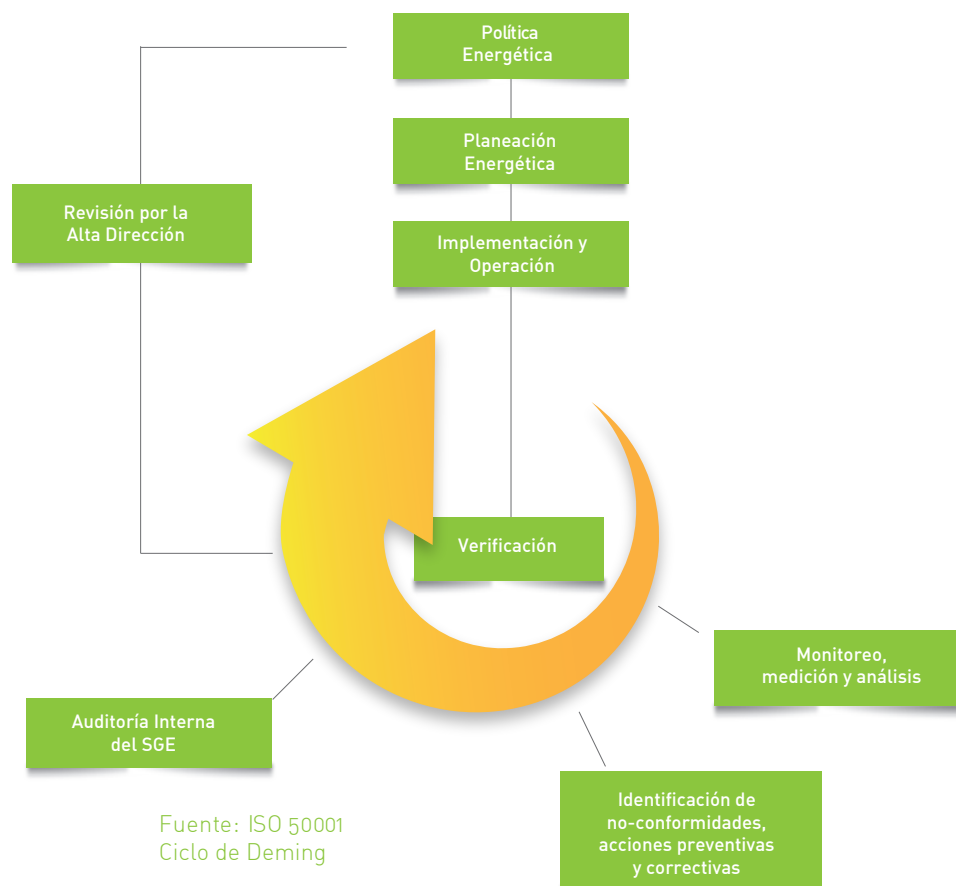 Política
Energética
Planeación
Energética
Revisión por la
Alta Dirección
Implementación y
Operación
Verificación
Monitoreo,
medición y análisis
Auditoría Interna
del SGE
Identificación de
no-conformidades,
acciones preventivas
y correctivas
Fuente: ISO 50001
Ciclo de Deming